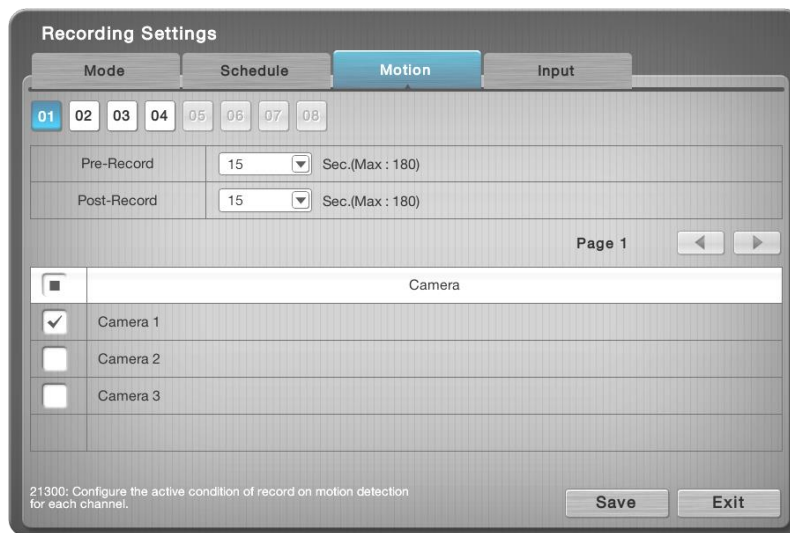 Recording Settings
Mode Schedule Motion Input
01 02 03 04 05 06 07 08
Pre-Record 15 Sec.(Max : 180)
Post-Record 15 Sec.(Max : 180)
Page 1
Camera
Camera 1
Camera 2
Camera 3
21300: Configure the active condition of record on motion detection
for each channel.
Save Exit